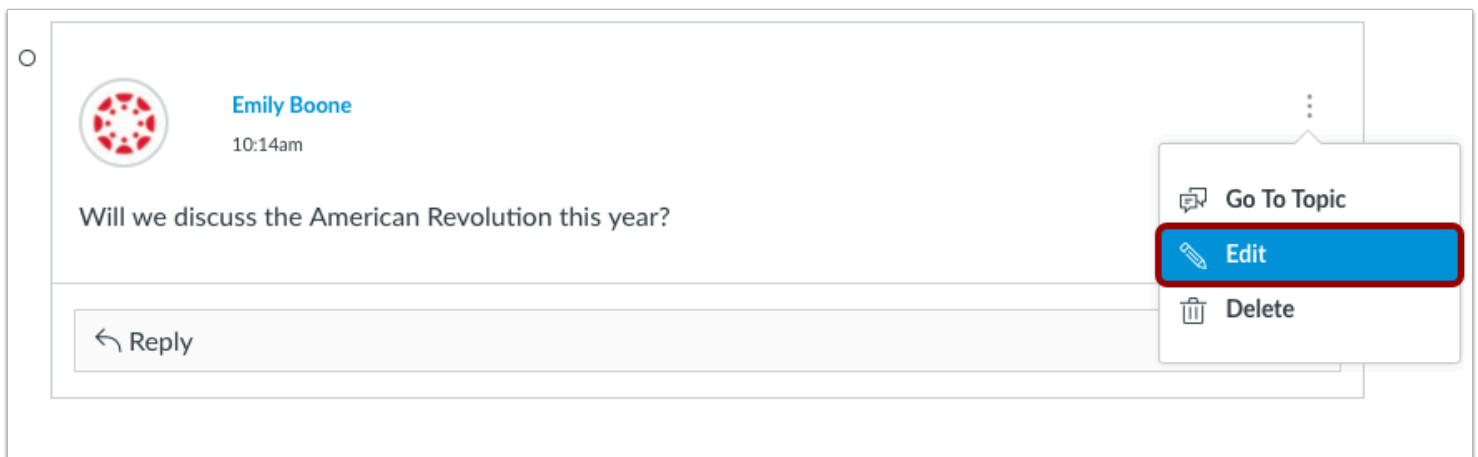 Emily Boone
10:14am
Will we discuss the American Revolution this year?
Go To Topic
Edit
Delete
Reply